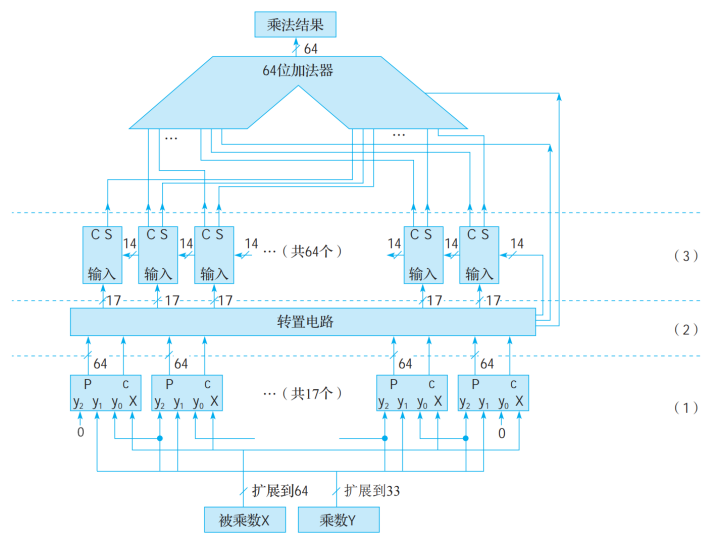 乘法结果
64
64位加法器
… …
C S C S C S C S C S
14 14 14 …（共64个） 14 14 14
输入 输入 输入 输入 输入
（3）
17 17 17 17 17
转置电路
（2）
64 64 64 64
P c P c P c P c
…（共17个）
y₂ y₁ y₀ X y₂ y₁ y₀ X y₂ y₁ y₀ X y₂ y₁ y₀ X
（1）
0 0
扩展到64 扩展到33
被乘数X 乘数Y